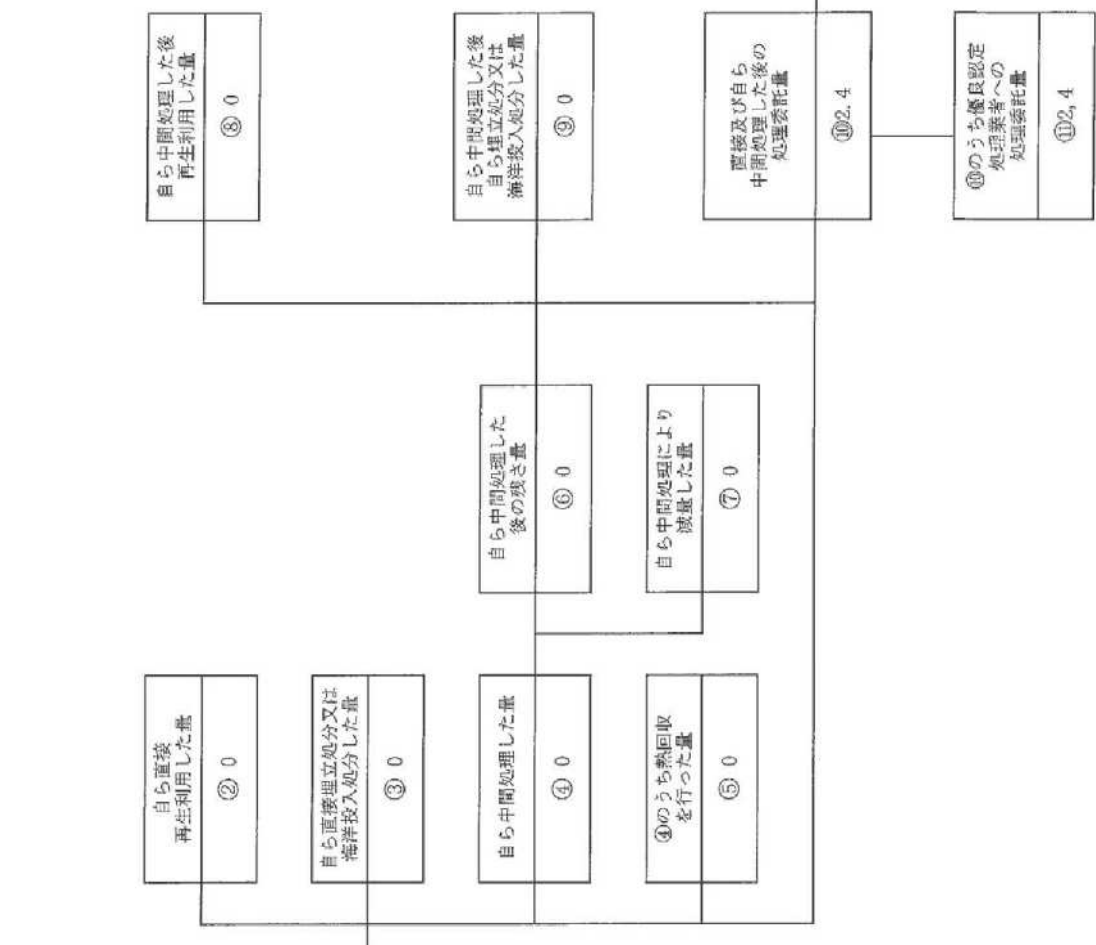 自ら直接
再生利用した量
② 0
自ら直接埋立処分又は
海洋投入処分した量
③ 0
自ら中間処理した量
④ 0
④のうち熱回収
を行った量
⑤ 0
自ら中間処理した
後の残さ量
⑥ 0
自ら中間処理により
減量した量
⑦ 0
自ら中間処理した後
再生利用した量
⑧ 0
自ら中間処理した後
自ら埋立処分又は
海洋投入処分した量
⑨ 0
直接及び自ら
中間処理した後の
処理委託量
⑩2.4
⑩のうち優良認定
処理業者への
処理委託量
⑪2,4